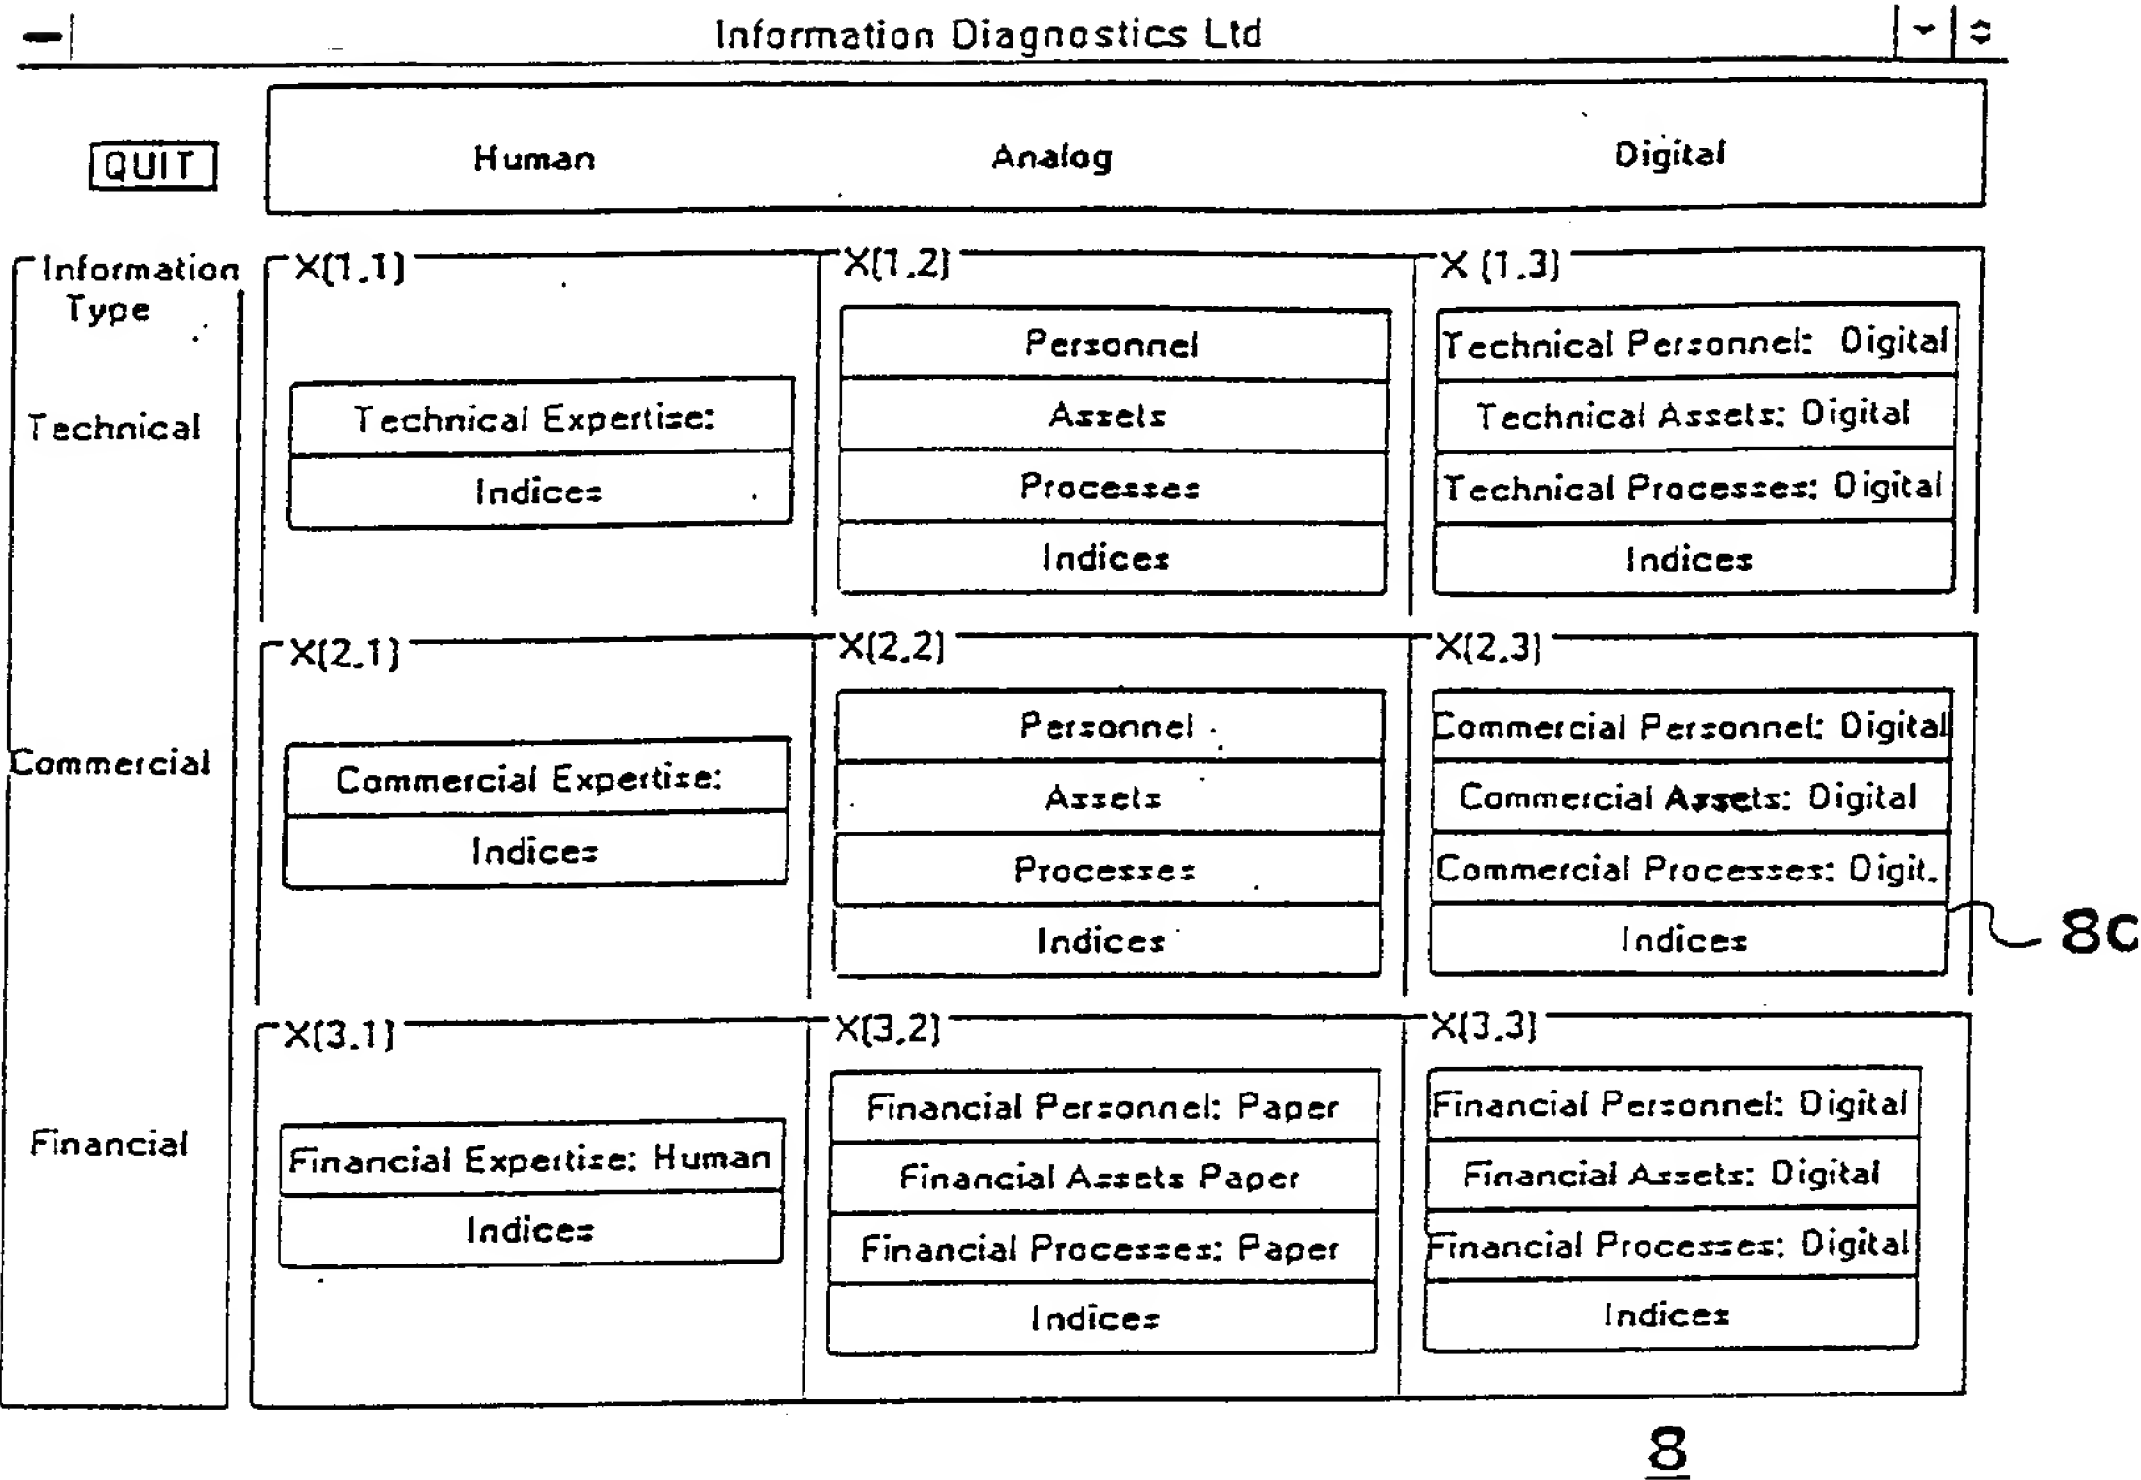 Information Diagnostics Ltd
QUIT
Human
Analog
Digital
Information
Type
Technical
Commercial
Financial
X(1.1)
Technical Expertise:
Indices
X(1.2)
Personnel
Assets
Processes
Indices
X (1.3)
Technical Personnel: Digital
Technical Assets: Digital
Technical Processes: Digital
Indices
X(2.1)
Commercial Expertise:
Indices
X(2.2)
Personnel
Assets
Processes
Indices
X(2.3)
Commercial Personnel: Digital
Commercial Assets: Digital
Commercial Processes: Digit.
Indices
8C
X(3.1)
Financial Expertise: Human
Indices
X(3.2)
Financial Personnel: Paper
Financial Assets Paper
Financial Processes: Paper
Indices
X(3.3)
Financial Personnel: Digital
Financial Assets: Digital
Financial Processes: Digital
Indices
8